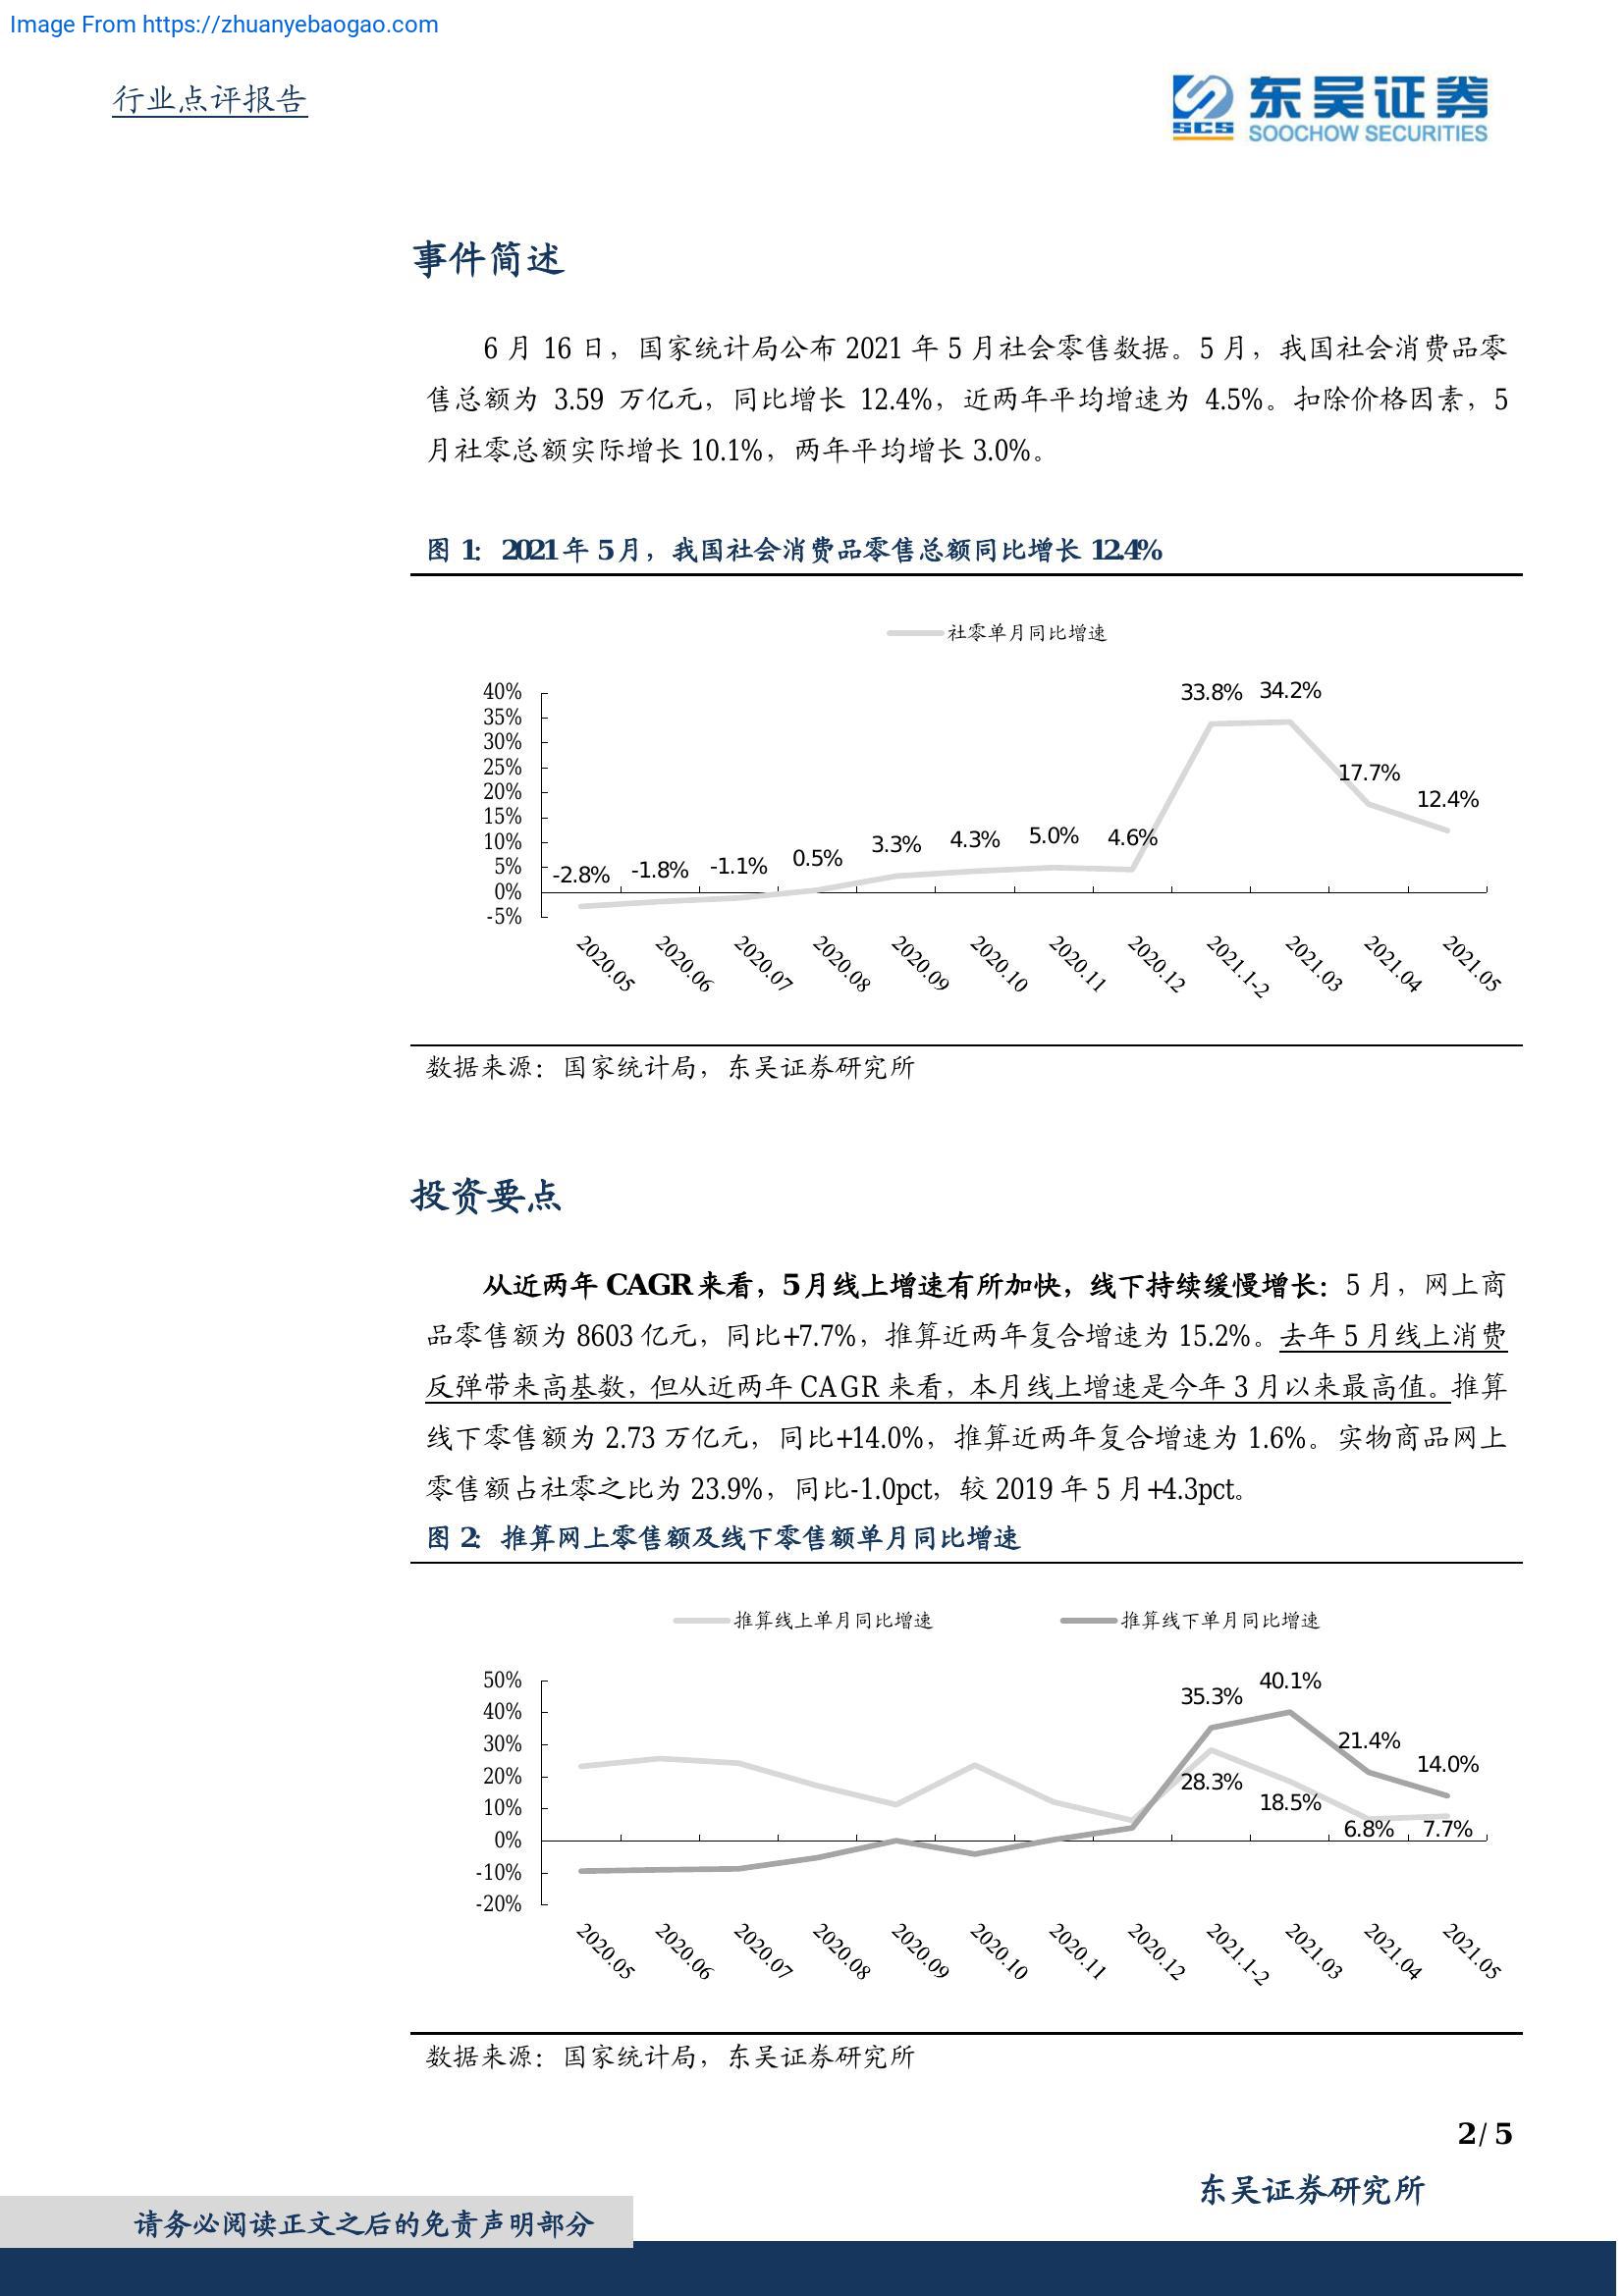 Image From https://zhuanyebaogao.com
行业点评报告
东吴证券
SCS
SOOCHOW SECURITIES
事件简述
6 月 16 日，国家统计局公布 2021 年 5 月社会零售数据。5 月，我国社会消费品零
售总额为 3.59 万亿元，同比增长 12.4%，近两年平均增速为 4.5%。扣除价格因素，5
月社零总额实际增长 10.1%，两年平均增长 3.0%。
图 1：2021 年 5 月，我国社会消费品零售总额同比增长 12.4%
社零单月同比增速
40%
35%
30%
25%
20%
15%
10%
5%
0%
-5%
-2.8%
-1.8%
-1.1%
0.5%
3.3%
4.3%
5.0%
4.6%
33.8%
34.2%
17.7%
12.4%
2020.05
2020.06
2020.07
2020.08
2020.09
2020.10
2020.11
2020.12
2021.1-2
2021.03
2021.04
2021.05
数据来源：国家统计局，东吴证券研究所
投资要点
从近两年 CAGR 来看，5 月线上增速有所加快，线下持续缓慢增长：5 月，网上商
品零售额为 8603 亿元，同比+7.7%，推算近两年复合增速为 15.2%。去年 5 月线上消费
反弹带来高基数，但从近两年 CAGR 来看，本月线上增速是今年 3 月以来最高值。推算
线下零售额为 2.73 万亿元，同比+14.0%，推算近两年复合增速为 1.6%。实物商品网上
零售额占社零之比为 23.9%，同比-1.0pct，较 2019 年 5 月+4.3pct。
图 2：推算网上零售额及线下零售额单月同比增速
推算线上单月同比增速
推算线下单月同比增速
50%
40%
30%
20%
10%
0%
-10%
-20%
35.3%
40.1%
21.4%
14.0%
28.3%
18.5%
6.8%
7.7%
2020.05
2020.06
2020.07
2020.08
2020.09
2020.10
2020.11
2020.12
2021.1-2
2021.03
2021.04
2021.05
数据来源：国家统计局，东吴证券研究所
2 / 5
东吴证券研究所
请务必阅读正文之后的免责声明部分